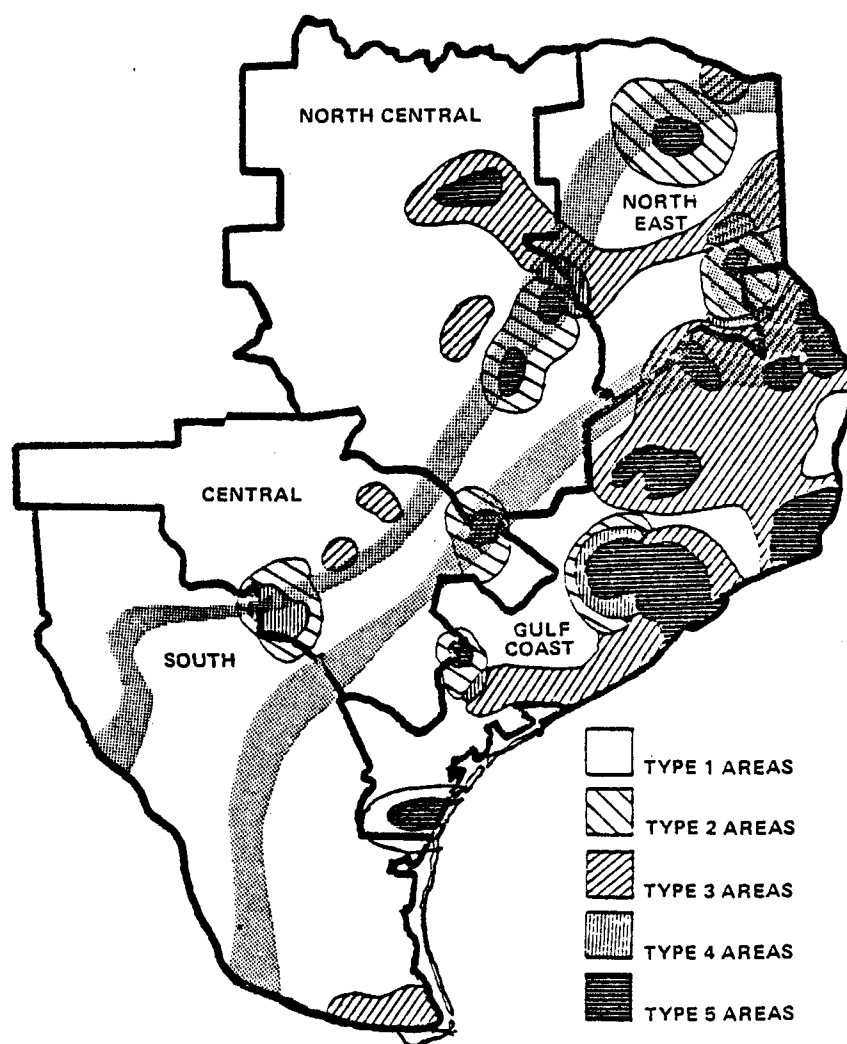 NORTH CENTRAL
NORTH
EAST
CENTRAL
GULF
COAST
SOUTH
TYPE 1 AREAS
TYPE 2 AREAS
TYPE 3 AREAS
TYPE 4 AREAS
TYPE 5 AREAS